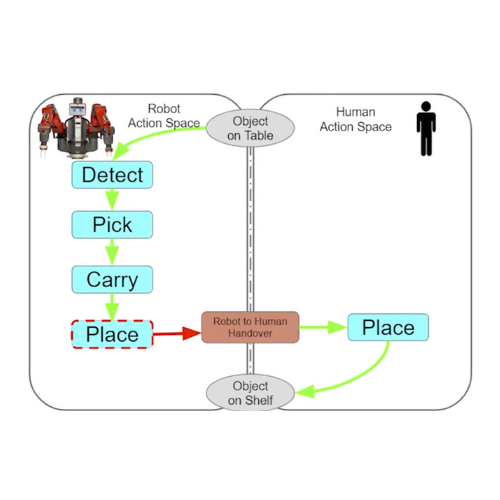 Robot
Action Space
Object
on Table
Human
Action Space
Detect
Pick
Carry
Place
Robot to Human
Handover
Place
Object
on Shelf